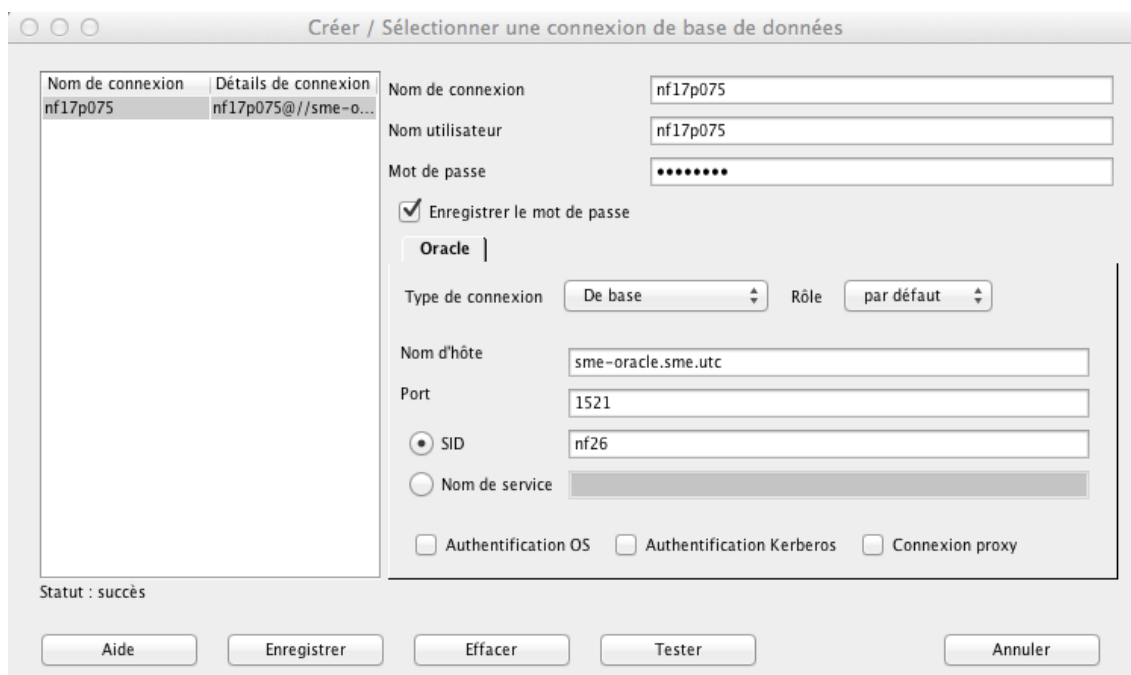 Créer / Sélectionner une connexion de base de données
Nom de connexion Détails de connexion
nf17p075 nf17p075@//sme-o...
Nom de connexion nf17p075
Nom utilisateur nf17p075
Mot de passe ••••••••
Enregistrer le mot de passe
Oracle
Type de connexion De base Rôle par défaut
Nom d'hôte sme-oracle.sme.utc
Port 1521
SID nf26
Nom de service
Authentification OS Authentification Kerberos Connexion proxy
Statut : succès
Aide Enregistrer Effacer Tester Annuler